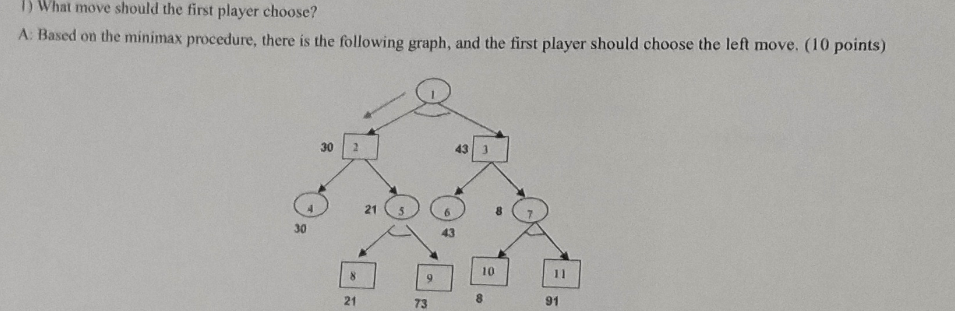 1) What move should the first player choose?
A: Based on the minimax procedure, there is the following graph, and the first player should choose the left move. (10 points)
1
30 2 43 3
4 21 5 6 8 7
30 43
8 9 10 11
21 73 8 91